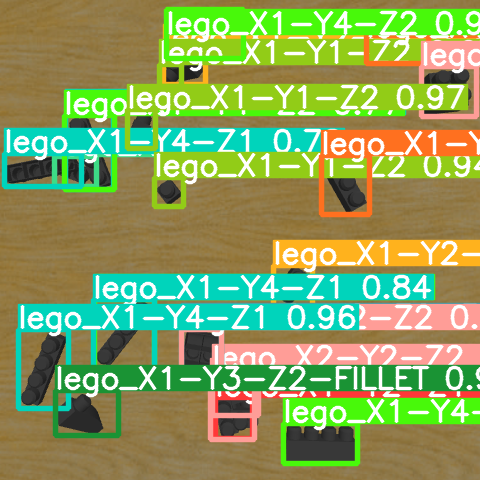 lego_X1-Y4-Z2 0.9
lego_X1-Y1-Z2
lego
lego_X1-Y1-Z2 0.97
lego
lego_X1-Y4-Z1 0.7
lego_X1-Y
lego_X1-Y1-Z2 0.94
lego_X1-Y2-
lego_X1-Y4-Z1 0.84
lego_X1-Y4-Z1 0.96
-Z2 0.
lego_X2-Y2-Z2 0.
lego_X1-Y3-Z2-FILLET 0.9
lego_X1-Y4-